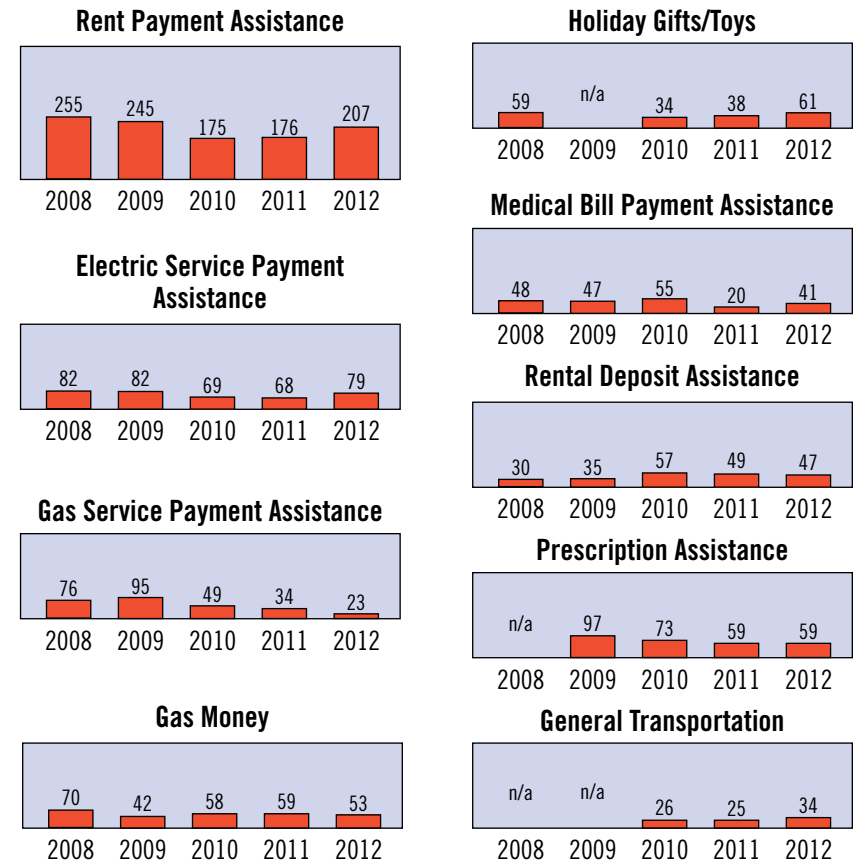 Rent Payment Assistance
255 245 175 176 207
2008 2009 2010 2011 2012
Electric Service Payment
Assistance
82 82 69 68 79
2008 2009 2010 2011 2012
Gas Service Payment Assistance
76 95 49 34 23
2008 2009 2010 2011 2012
Gas Money
70 42 58 59 53
2008 2009 2010 2011 2012
Holiday Gifts/Toys
59 n/a 34 38 61
2008 2009 2010 2011 2012
Medical Bill Payment Assistance
48 47 55 20 41
2008 2009 2010 2011 2012
Rental Deposit Assistance
30 35 57 49 47
2008 2009 2010 2011 2012
Prescription Assistance
n/a 97 73 59 59
2008 2009 2010 2011 2012
General Transportation
n/a n/a 26 25 34
2008 2009 2010 2011 2012